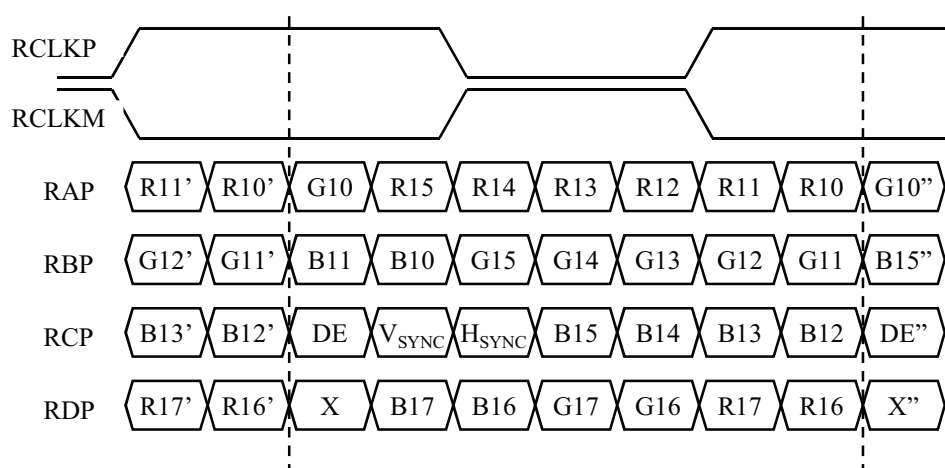 RCLKP
RCLKM
RAP R11’ R10’ G10 R15 R14 R13 R12 R11 R10 G10”
RBP G12’ G11’ B11 B10 G15 G14 G13 G12 G11 B15”
RCP B13’ B12’ DE VSYNC HSYNC B15 B14 B13 B12 DE”
RDP R17’ R16’ X B17 B16 G17 G16 R17 R16 X”